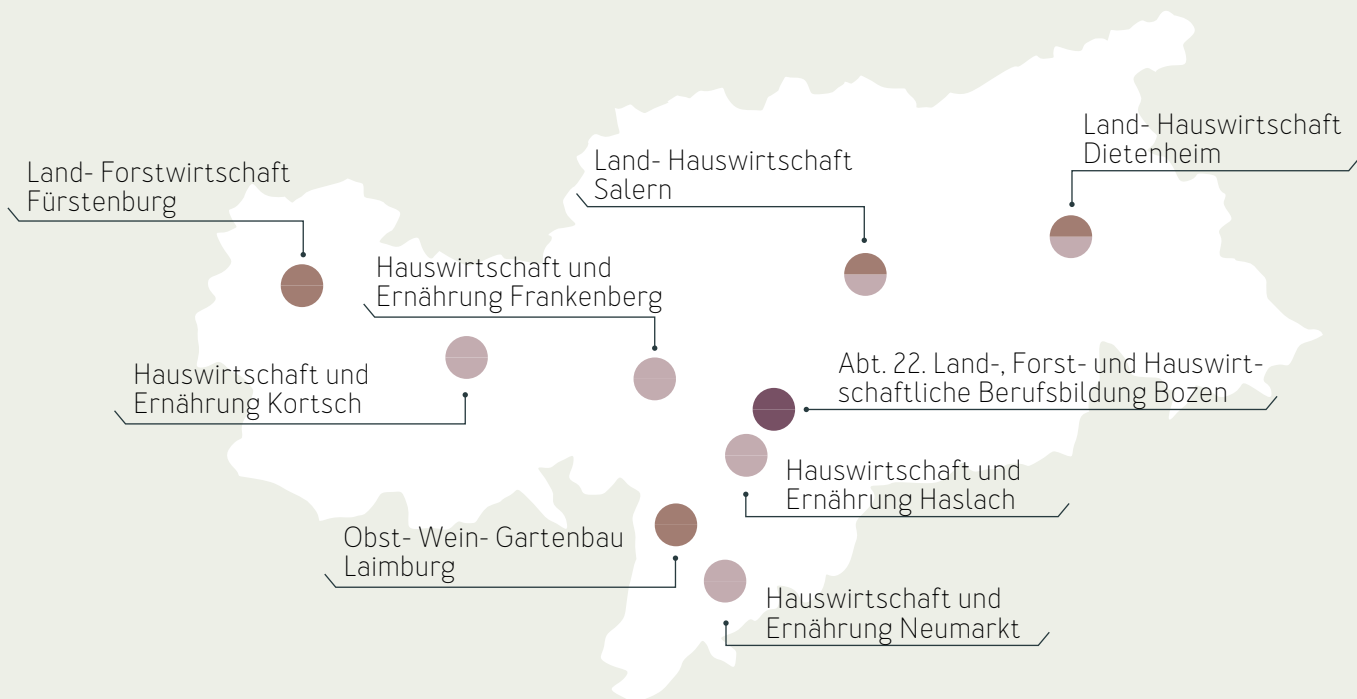 Land- Hauswirtschaft
Dietenheim
Land- Hauswirtschaft
Salern
Land- Forstwirtschaft
Fürstenburg
Hauswirtschaft und
Ernährung Frankenberg
Hauswirtschaft und
Ernährung Kortsch
Abt. 22. Land-, Forst- und Hauswirt-
schaftliche Berufsbildung Bozen
Hauswirtschaft und
Ernährung Haslach
Obst- Wein- Gartenbau
Laimburg
Hauswirtschaft und
Ernährung Neumarkt